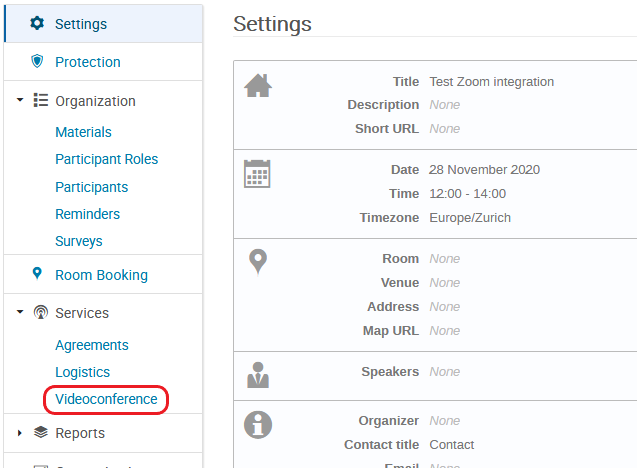 Settings
Protection
Organization
Materials
Participant Roles
Participants
Reminders
Surveys
Room Booking
Services
Agreements
Logistics
Videoconference
Reports
Settings
Title Test Zoom integration
Description None
Short URL None
Date 28 November 2020
Time 12:00 - 14:00
Timezone Europe/Zurich
Room None
Venue None
Address None
Map URL None
Speakers None
Organizer None
Contact title Contact
Email None